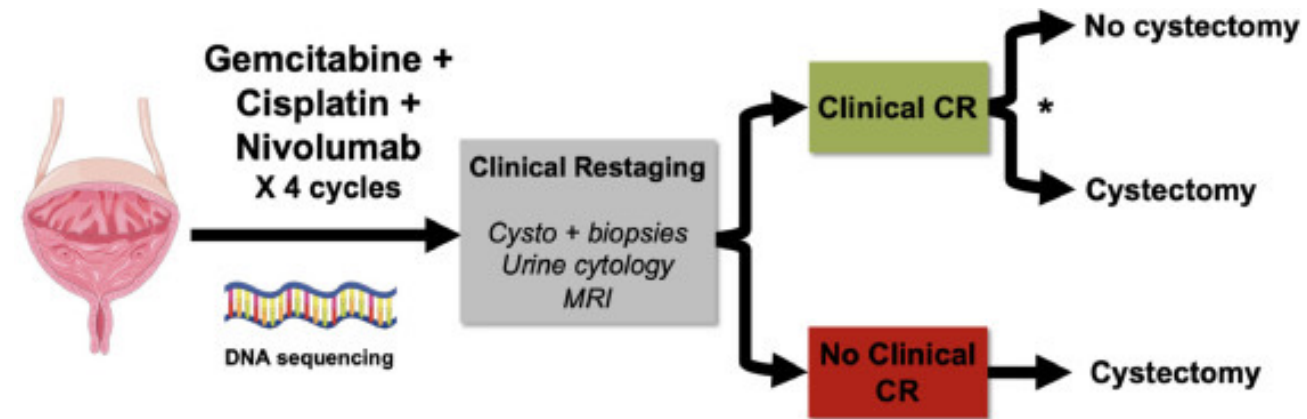 Gemcitabine +
Cisplatin +
Nivolumab
X 4 cycles
DNA sequencing
Clinical Restaging
Cysto + biopsies
Urine cytology
MRI
Clinical CR
No cystectomy
*
Cystectomy
No Clinical
CR
Cystectomy